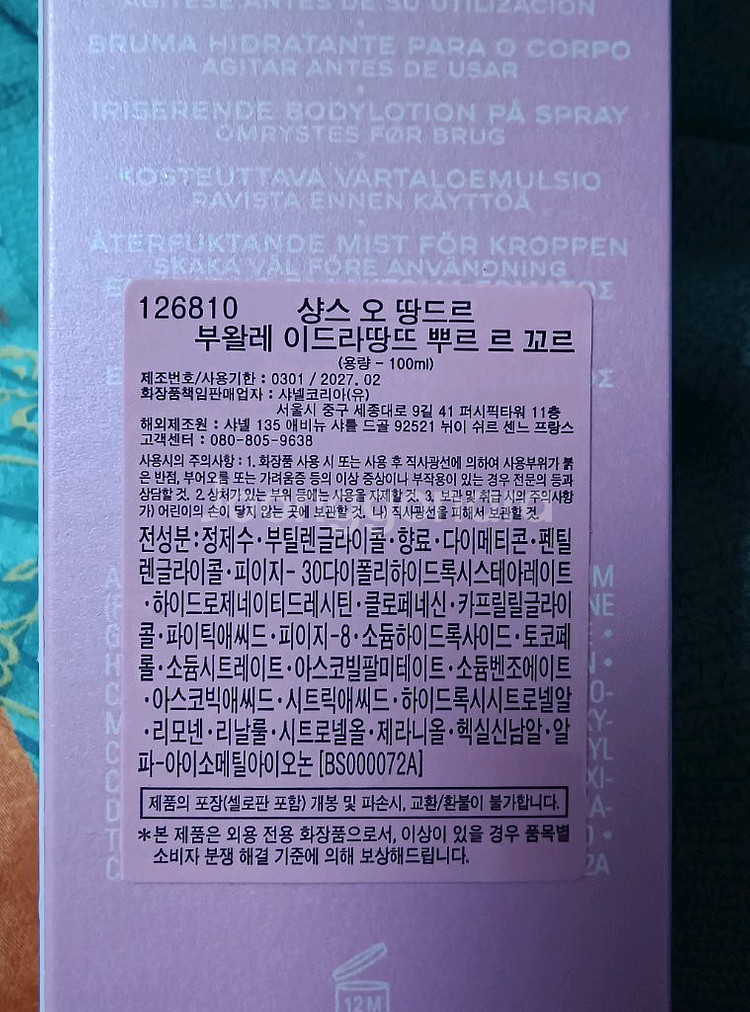 AGÍTESE ANTES DE SU UTILIZACIÓN
BRUMA HIDRATANTE PARA O CORPO
AGITAR ANTES DE USAR
IRISERENDE BODYLOTION PÅ SPRAY
OMRYSTES FØR BRUG
KOSTEUTTAVA VARTALOEMULSIO
RAVISTA ENNEN KÄYTTÖÄ
ÅTERFUKTANDE MIST FÖR KROPPEN
SKAKA VÄL FÖRE ANVÄNDNING
126810 샹스 오 땅드르
부왈레 이드라땅뜨 뿌르 르 꼬르
(용량 - 100ml)
제조번호/사용기한 : 0301 / 2027. 02
화장품책임판매업자 : 샤넬코리아(유)
서울시 중구 세종대로 9길 41 퍼시픽타워 11층
해외제조원 : 샤넬 135 애비뉴 샤를 드골 92521 뉘이 쉬르 센느 프랑스
고객센터 : 080-805-9638
사용시의 주의사항 : 1. 화장품 사용 시 또는 사용 후 직사광선에 의하여 사용부위가 붉
은 반점, 부어오름 또는 가려움증 등의 이상 증상이나 부작용이 있는 경우 전문의 등과
상담할 것. 2. 상처가 있는 부위 등에는 사용을 자제할 것. 3. 보관 및 취급 시의 주의사항
가) 어린이의 손이 닿지 않는 곳에 보관할 것. 나) 직사광선을 피해서 보관할 것.
전성분 : 정제수·부틸렌글라이콜·향료·다이메티콘·펜틸
렌글라이콜·피이지- 30다이폴리하이드록시스테아레이트
·하이드로제네이티드레시틴·클로페네신·카프릴릴글라이
콜·파이틱애씨드·피이지-8·소듐하이드록사이드·토코페
롤·소듐시트레이트·아스코빌팔미테이트·소듐벤조에이트
·아스코빅애씨드·시트릭애씨드·하이드록시시트로넬알
·리모넨·리날룰·시트로넬올·제라니올·헥실신남알·알
파-아이소메틸아이오논 [BS000072A]
제품의 포장(셀로판 포함) 개봉 및 파손시, 교환/환불이 불가합니다.
*본 제품은 외용 전용 화장품으로서, 이상이 있을 경우 품목별
소비자 분쟁 해결 기준에 의해 보상해드립니다.
12M